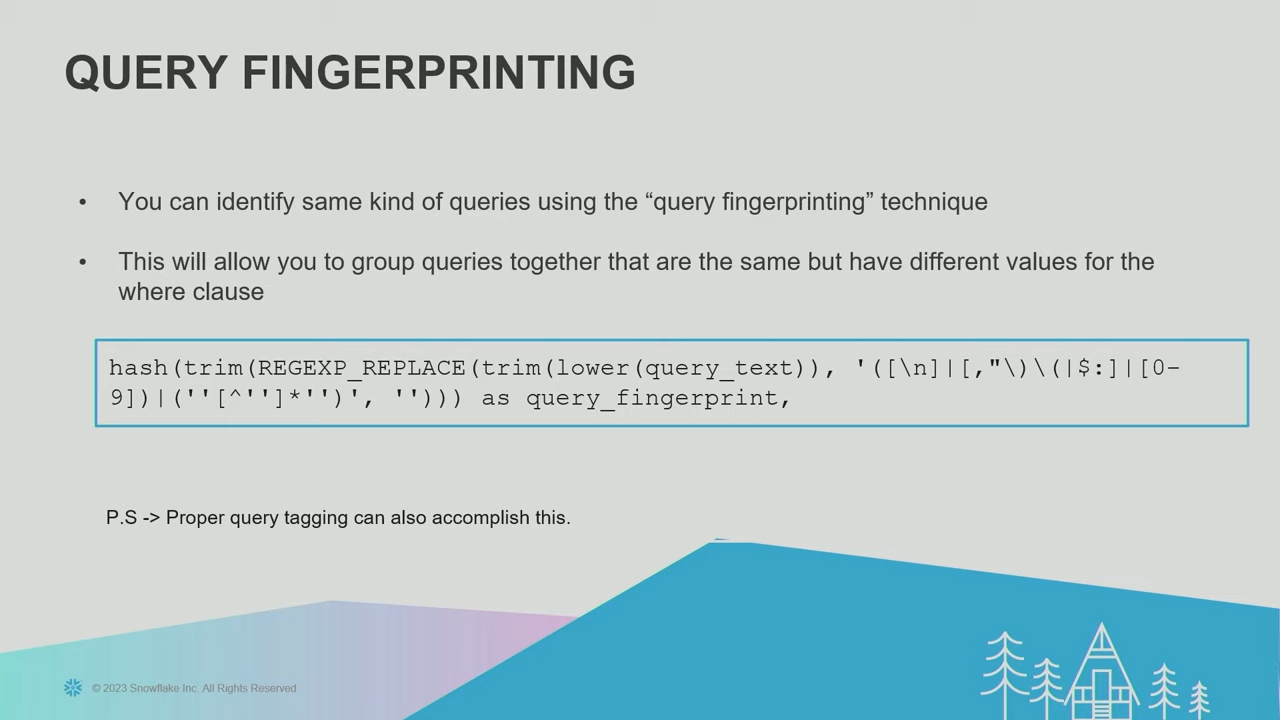 QUERY FINGERPRINTING
• You can identify same kind of queries using the “query fingerprinting” technique
• This will allow you to group queries together that are the same but have different values for the
where clause
hash(trim(REGEXP_REPLACE(trim(lower(query_text)), '([\n]|[,"\)\(|$:]|[0-
9])|(''[^'']*'')', ''))) as query_fingerprint,
P.S -> Proper query tagging can also accomplish this.
© 2023 Snowflake Inc. All Rights Reserved